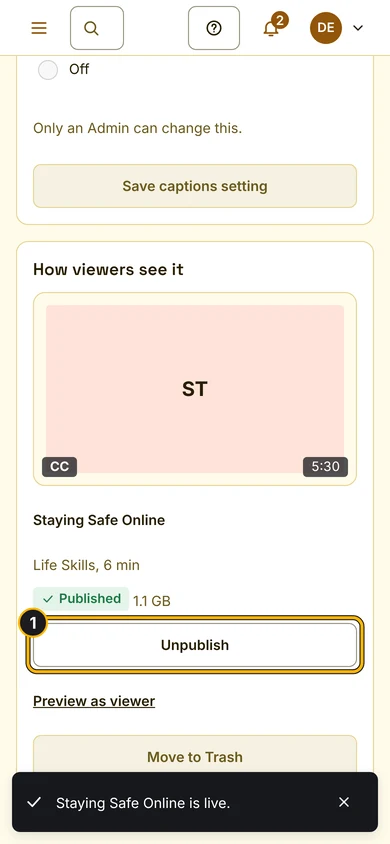 2
DE
Off
Only an Admin can change this.
Save captions setting
How viewers see it
ST
CC
5:30
Staying Safe Online
Life Skills, 6 min
Published 1.1 GB
1
Unpublish
Preview as viewer
Move to Trash
Staying Safe Online is live.